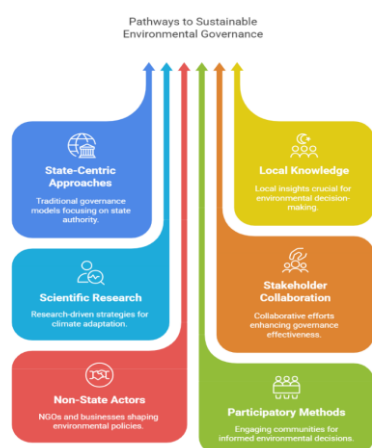 Pathways to Sustainable
Environmental Governance
State-Centric
Approaches
Traditional governance
models focusing on state
authority.
Local Knowledge
Local insights crucial for
environmental decision-
making.
Scientific Research
Research-driven strategies for
climate adaptation.
Stakeholder
Collaboration
Collaborative efforts
enhancing governance
effectiveness.
Non-State Actors
NGOs and businesses shaping
environmental policies.
Participatory Methods
Engaging communities for
informed environmental decisions.